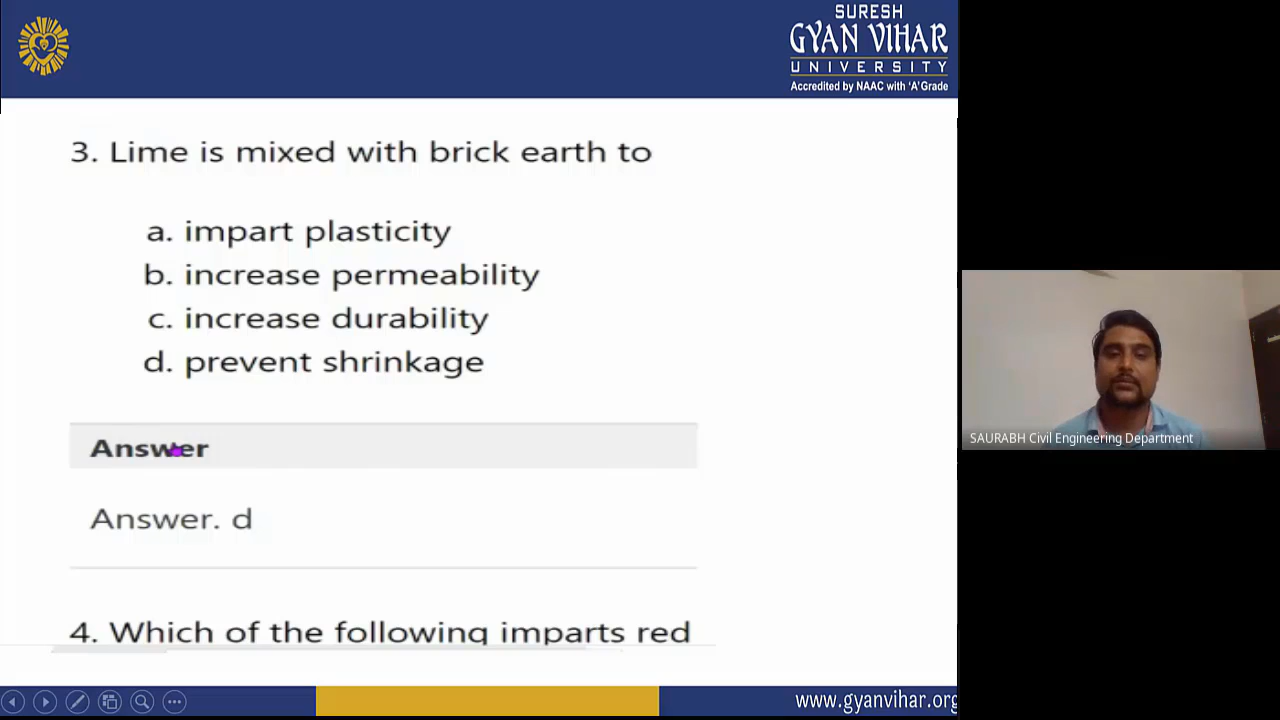 SURESH
GYAN VIHAR
UNIVERSITY
Accredited by NAAC with 'A' Grade
3. Lime is mixed with brick earth to
a. impart plasticity
b. increase permeability
c. increase durability
d. prevent shrinkage
Answer
Answer. d
4. Which of the following imparts red
SAURABH Civil Engineering Department
www.gyanvihar.org